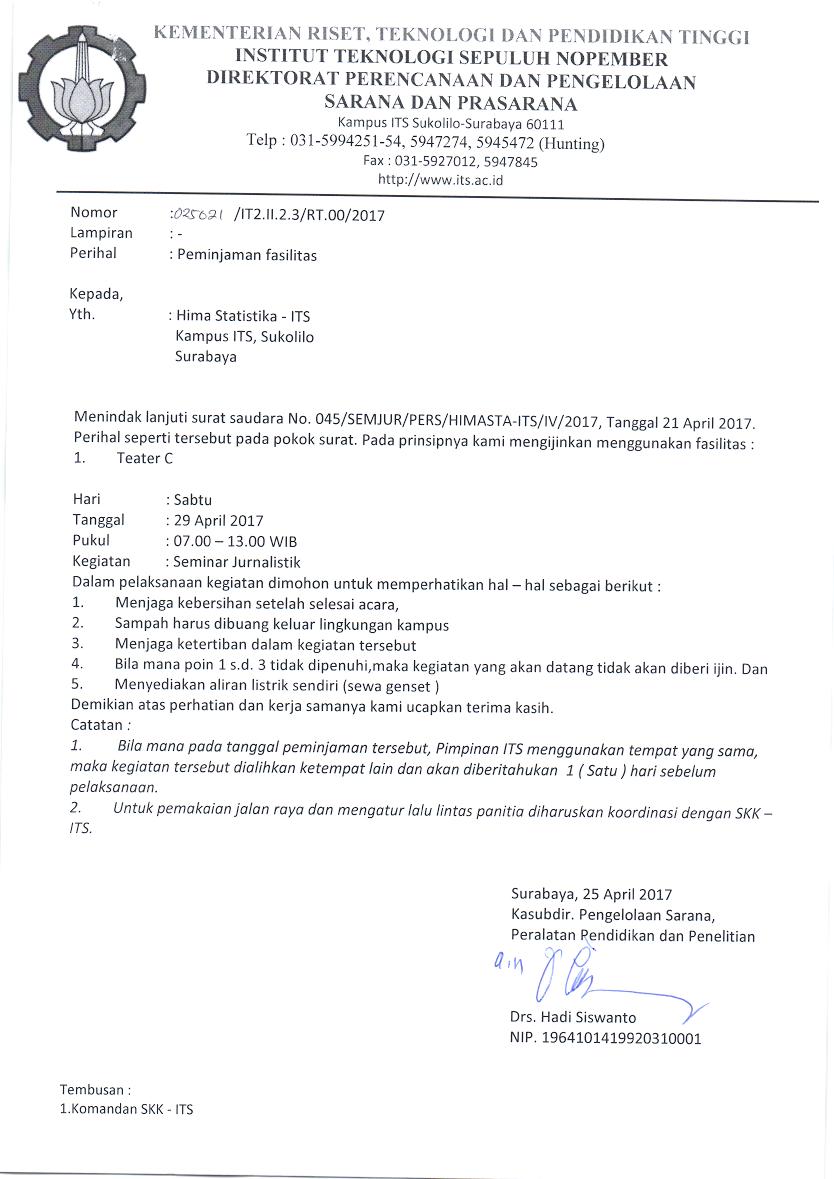 KEMENTERIAN RISET, TEKNOLOGI DAN PENDIDIKAN TINGGI
INSTITUT TEKNOLOGI SEPULUH NOPEMBER
DIREKTORAT PERENCANAAN DAN PENGELOLAAN
SARANA DAN PRASARANA
Kampus ITS Sukolilo-Surabaya 60111
Telp : 031-5994251-54, 5947274, 5945472 (Hunting)
Fax : 031-5927012, 5947845
http://www.its.ac.id
Nomor :025621 /IT2.II.2.3/RT.00/2017
Lampiran : -
Perihal : Peminjaman fasilitas
Kepada,
Yth. : Hima Statistika - ITS
Kampus ITS, Sukolilo
Surabaya
Menindak lanjuti surat saudara No. 045/SEMJUR/PERS/HIMASTA-ITS/IV/2017, Tanggal 21 April 2017.
Perihal seperti tersebut pada pokok surat. Pada prinsipnya kami mengijinkan menggunakan fasilitas :
1. Teater C
Hari : Sabtu
Tanggal : 29 April 2017
Pukul : 07.00 – 13.00 WIB
Kegiatan : Seminar Jurnalistik
Dalam pelaksanaan kegiatan dimohon untuk memperhatikan hal – hal sebagai berikut :
1. Menjaga kebersihan setelah selesai acara,
2. Sampah harus dibuang keluar lingkungan kampus
3. Menjaga ketertiban dalam kegiatan tersebut
4. Bila mana poin 1 s.d. 3 tidak dipenuhi,maka kegiatan yang akan datang tidak akan diberi ijin. Dan
5. Menyediakan aliran listrik sendiri (sewa genset )
Demikian atas perhatian dan kerja samanya kami ucapkan terima kasih.
Catatan :
1. Bila mana pada tanggal peminjaman tersebut, Pimpinan ITS menggunakan tempat yang sama,
maka kegiatan tersebut dialihkan ketempat lain dan akan diberitahukan 1 ( Satu ) hari sebelum
pelaksanaan.
2. Untuk pemakaian jalan raya dan mengatur lalu lintas panitia diharuskan koordinasi dengan SKK –
ITS.
Surabaya, 25 April 2017
Kasubdir. Pengelolaan Sarana,
Peralatan Pendidikan dan Penelitian
Drs. Hadi Siswanto
NIP. 1964101419920310001
Tembusan :
1.Komandan SKK - ITS